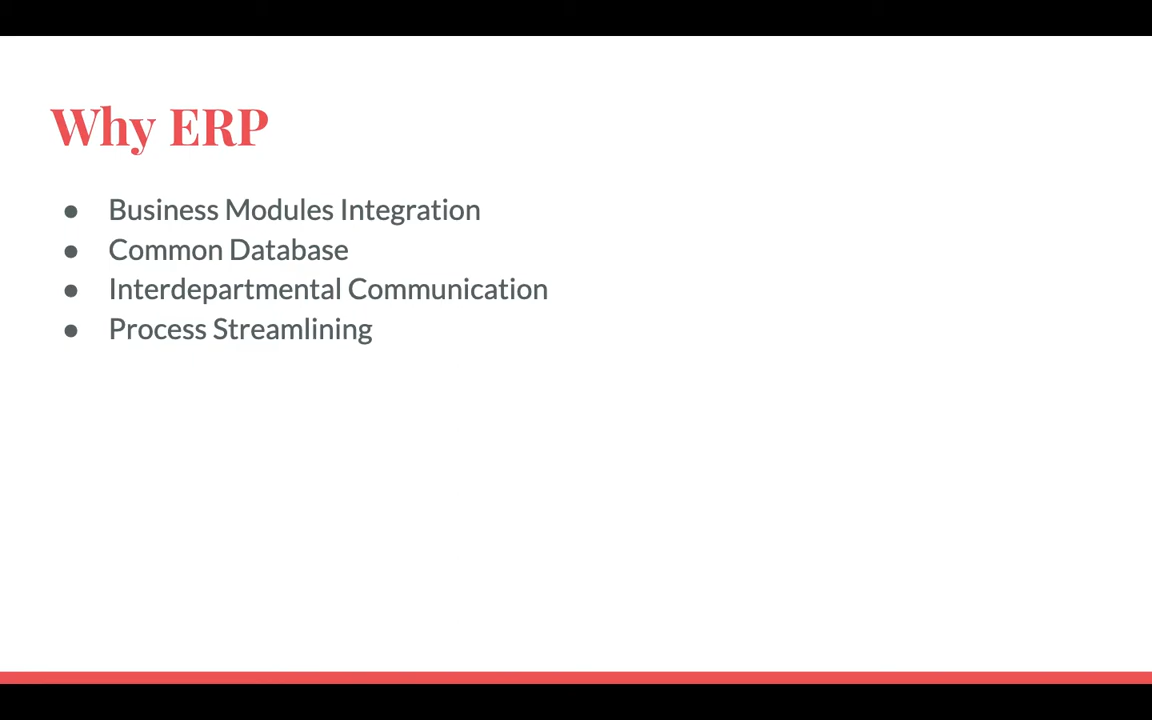 Why ERP
● Business Modules Integration
● Common Database
● Interdepartmental Communication
● Process Streamlining